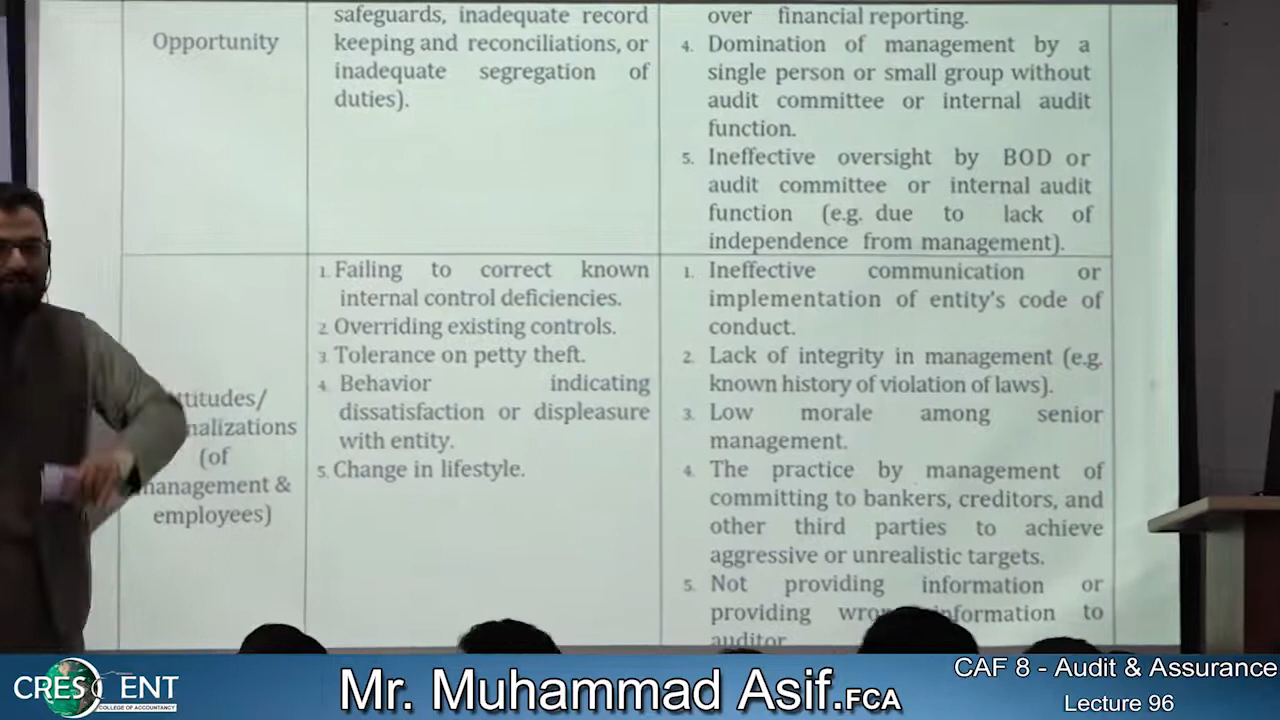 Opportunity
safeguards, inadequate record
keeping and reconciliations, or
inadequate segregation of
duties).
over financial reporting.
4. Domination of management by a
single person or small group without
audit committee or internal audit
function.
5. Ineffective oversight by BOD or
audit committee or internal audit
function (e.g. due to lack of
independence from management).
ttitudes/
nalizations
(of
management &
employees)
1. Failing to correct known
internal control deficiencies.
2. Overriding existing controls.
3. Tolerance on petty theft.
4. Behavior indicating
dissatisfaction or displeasure
with entity.
5. Change in lifestyle.
1. Ineffective communication or
implementation of entity's code of
conduct.
2. Lack of integrity in management (e.g.
known history of violation of laws).
3. Low morale among senior
management.
4. The practice by management of
committing to bankers, creditors, and
other third parties to achieve
aggressive or unrealistic targets.
5. Not providing information or
providing information to
auditor
CRESCENT
COLLEGE OF ACCOUNTANCY
Mr. Muhammad Asif.FCA
CAF 8 - Audit & Assurance
Lecture 96